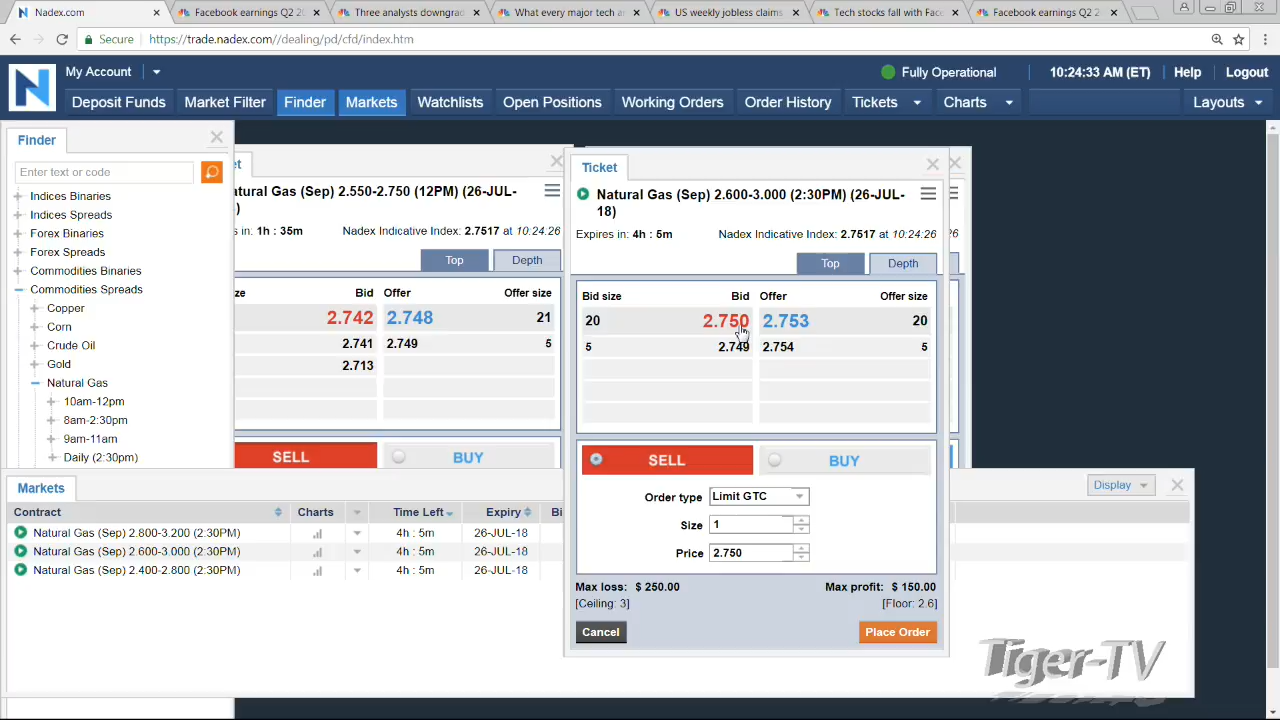 Nadex.com
Facebook earnings Q2 20
Three analysts downgrad
What every major tech a
US weekly jobless claims
Tech stocks fall with Fac
Facebook earnings Q2 2
Secure
https://trade.nadex.com//dealing/pd/cfd/index.htm
N
My Account
Fully Operational
10:24:33 AM (ET)
Help
Logout
Deposit Funds
Market Filter
Finder
Markets
Watchlists
Open Positions
Working Orders
Order History
Tickets
Charts
Layouts
Finder
Enter text or code
Indices Binaries
Indices Spreads
Forex Binaries
Forex Spreads
Commodities Binaries
Commodities Spreads
Copper
Corn
Crude Oil
Gold
Natural Gas
10am-12pm
8am-2:30pm
9am-11am
Daily (2:30pm)
et
atural Gas (Sep) 2.550-2.750 (12PM) (26-JUL-
)
s in: 1h : 35m
Nadex Indicative Index: 2.7517 at 10:24:26
Top
Depth
ze
Bid
Offer
Offer size
2.742
2.748
21
2.741
2.749
5
2.713
SELL
BUY
26
Ticket
Natural Gas (Sep) 2.600-3.000 (2:30PM) (26-JUL-
18)
Expires in: 4h : 5m
Nadex Indicative Index: 2.7517 at 10:24:26
Top
Depth
Bid size
Bid
Offer
Offer size
20
2.750
2.753
20
5
2.749
2.754
5
SELL
BUY
Order type
Limit GTC
Size
1
Price
2.750
Max loss: $ 250.00
Max profit: $ 150.00
[Ceiling: 3]
[Floor: 2.6]
Cancel
Place Order
Markets
Display
Contract
Charts
Time Left
Expiry
Bi
Natural Gas (Sep) 2.800-3.200 (2:30PM)
4h : 5m
26-JUL-18
Natural Gas (Sep) 2.600-3.000 (2:30PM)
4h : 5m
26-JUL-18
Natural Gas (Sep) 2.400-2.800 (2:30PM)
4h : 5m
26-JUL-18
Tiger-TV